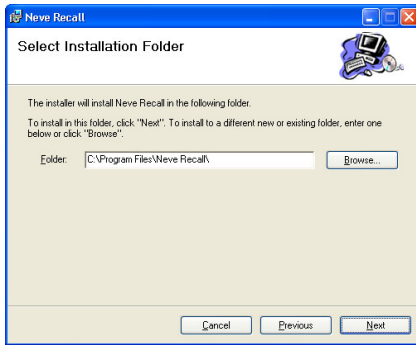 Neve Recall
Select Installation Folder
The installer will install Neve Recall in the following folder.
To install in this folder, click "Next". To install to a different new or existing folder, enter one
below or click "Browse".
Folder: C:\Program Files\Neve Recall\ Browse...
Cancel Previous Next